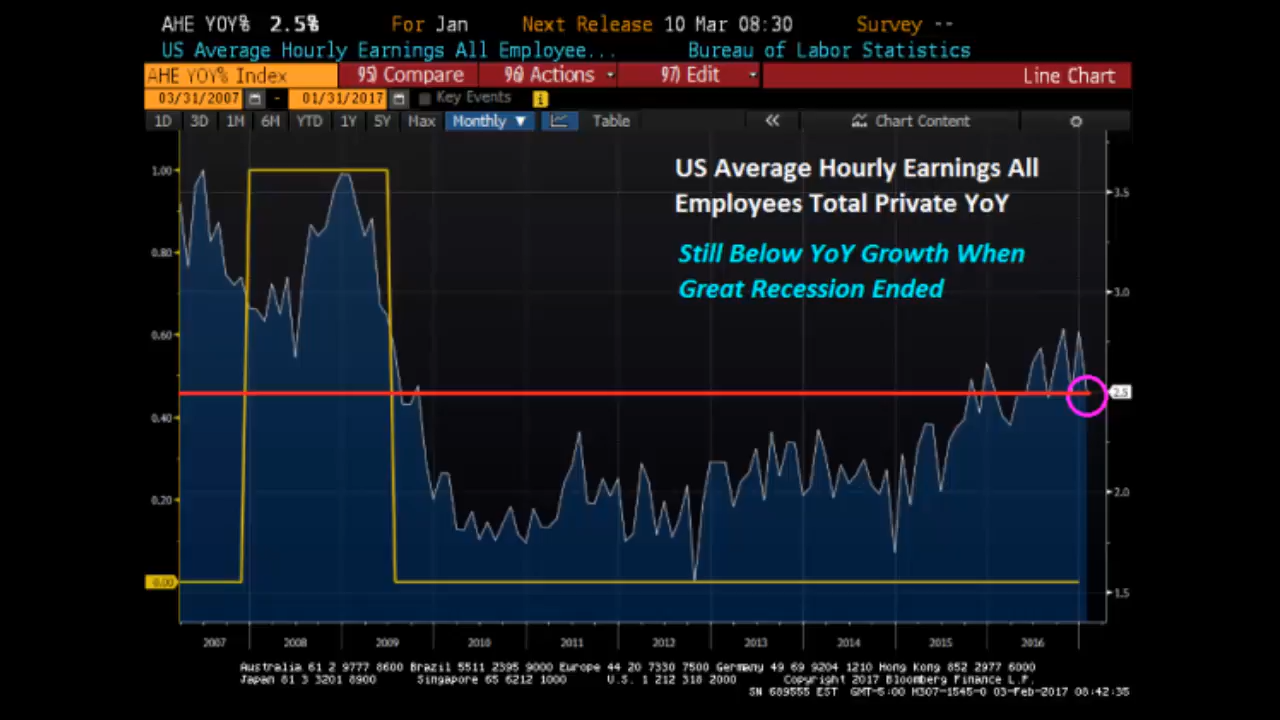 AHE YOY% 2.5% For Jan Next Release 10 Mar 08:30 Survey --
US Average Hourly Earnings All Employee... Bureau of Labor Statistics
AHE YOY% Index 95) Compare 96) Actions 97) Edit Line Chart
03/31/2007 - 01/31/2017 Key Events
1D 3D 1M 6M YTD 1Y 5Y Max Monthly ▼ Table « Chart Content
US Average Hourly Earnings All
Employees Total Private YoY
Still Below YoY Growth When
Great Recession Ended
1.00
0.80
0.60
0.40
0.20
0.00
3.5
3.0
2.5
2.0
1.5
2007 2008 2009 2010 2011 2012 2013 2014 2015 2016
Australia 61 2 9777 8600 Brazil 5511 2395 9000 Europe 44 20 7330 7500 Germany 49 69 9204 1210 Hong Kong 852 2977 6000
Japan 81 3 3201 8900 Singapore 65 6212 1000 U.S. 1 212 318 2000 Copyright 2017 Bloomberg Finance L.P.
SN 689555 EST GMT-5:00 H307-1545-0 03-Feb-2017 08:42:35